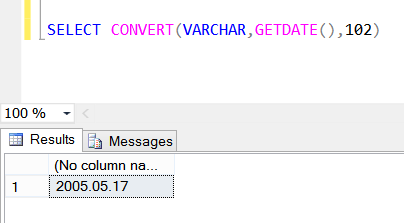 SELECT CONVERT(VARCHAR,GETDATE(),102)
100 %
Results Messages
(No column na...
1 2005.05.17